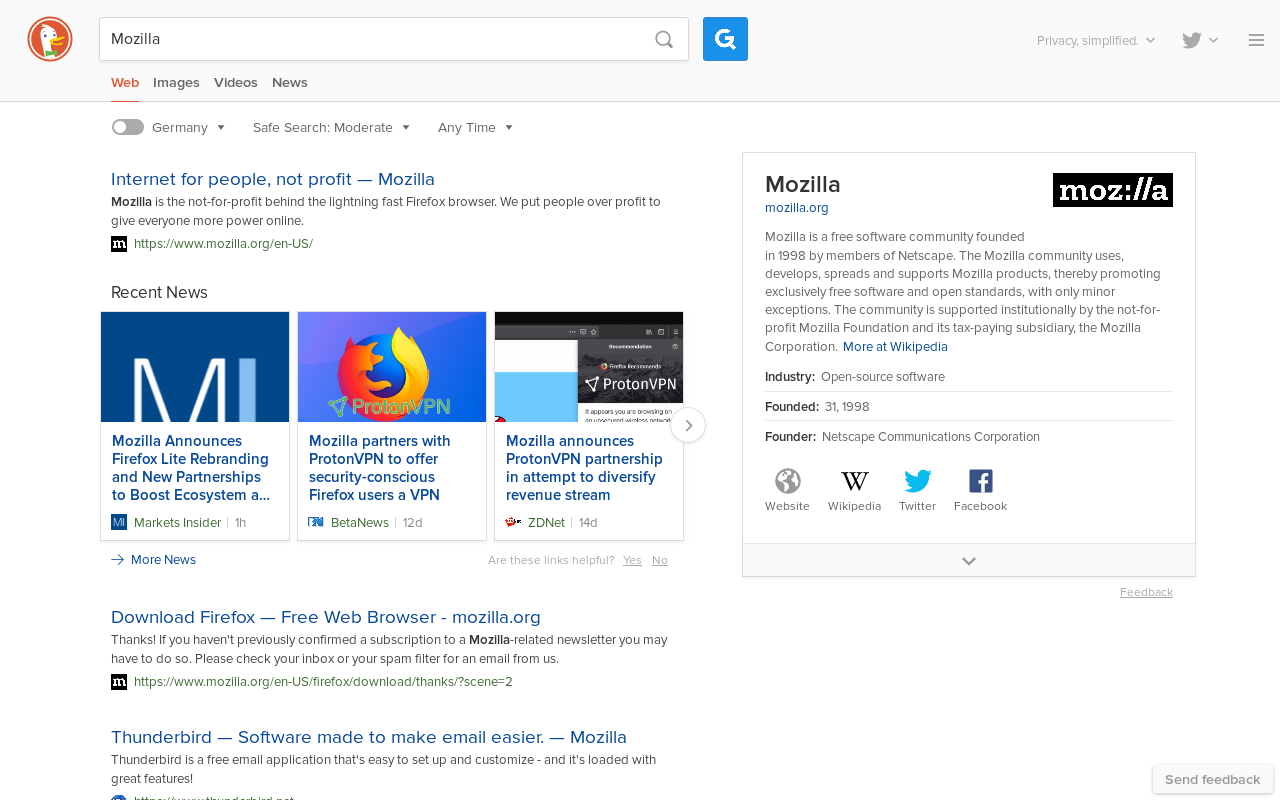 Mozilla
Privacy, simplified.
Web Images Videos News
Germany Safe Search: Moderate Any Time
Internet for people, not profit — Mozilla
Mozilla is the not-for-profit behind the lightning fast Firefox browser. We put people over profit to
give everyone more power online.
m https://www.mozilla.org/en-US/
Recent News
MI
ProtonVPN
Recommendation
Firefox Recommends
ProtonVPN
It appears you are browsing on
an unsecured wireless network
Mozilla Announces
Firefox Lite Rebranding
and New Partnerships
to Boost Ecosystem a...
MI Markets Insider 1h
Mozilla partners with
ProtonVPN to offer
security-conscious
Firefox users a VPN
BetaNews 12d
Mozilla announces
ProtonVPN partnership
in attempt to diversify
revenue stream
ZDNet 14d
More News
Are these links helpful? Yes No
Download Firefox — Free Web Browser - mozilla.org
Thanks! If you haven't previously confirmed a subscription to a Mozilla-related newsletter you may
have to do so. Please check your inbox or your spam filter for an email from us.
m https://www.mozilla.org/en-US/firefox/download/thanks/?scene=2
Thunderbird — Software made to make email easier. — Mozilla
Thunderbird is a free email application that's easy to set up and customize - and it's loaded with
great features!
https://www.thunderbird.net
Mozilla
moz://a
mozilla.org
Mozilla is a free software community founded
in 1998 by members of Netscape. The Mozilla community uses,
develops, spreads and supports Mozilla products, thereby promoting
exclusively free software and open standards, with only minor
exceptions. The community is supported institutionally by the not-for-
profit Mozilla Foundation and its tax-paying subsidiary, the Mozilla
Corporation. More at Wikipedia
Industry: Open-source software
Founded: 31, 1998
Founder: Netscape Communications Corporation
W
Website Wikipedia Twitter Facebook
Feedback
Send feedback